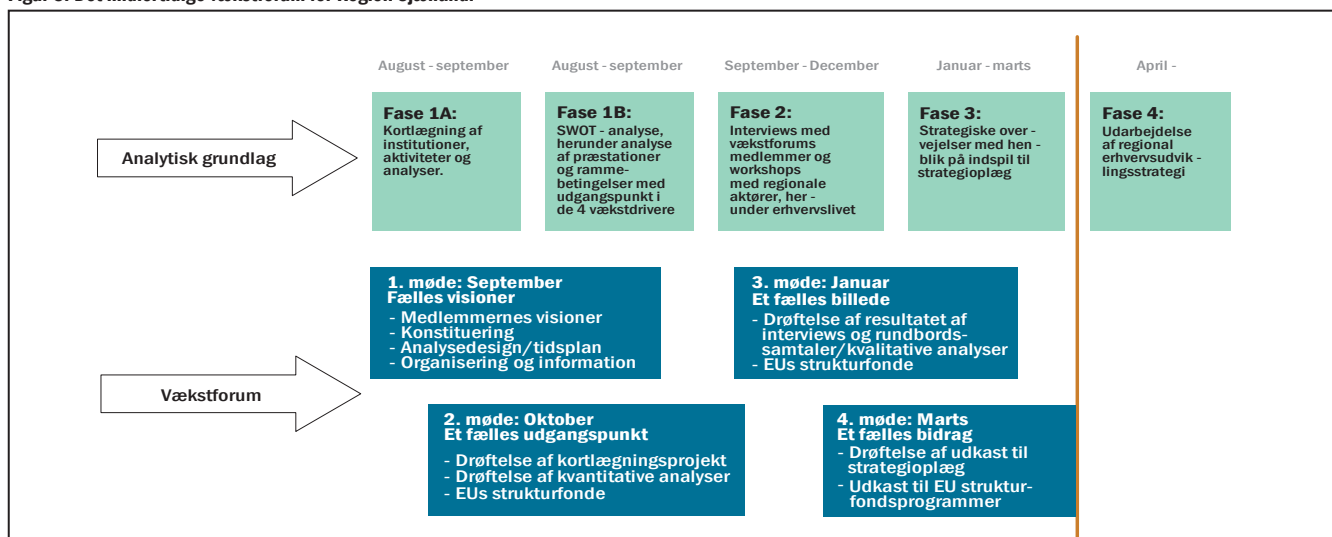 August - september
August - september
September - December
Januar - marts
April -
Analytisk grundlag
Fase 1A:
Kortlægning af
institutioner,
aktiviteter og
analyser.
Fase 1B:
SWOT - analyse,
herunder analyse
af præstationer
og ramme-
betingelser med
udgangspunkt i
de 4 vækstdrivere
Fase 2:
Interviews med
vækstforums
medlemmer og
workshops
med regionale
aktører, her -
under erhvervslivet
Fase 3:
Strategiske over -
vejelser med hen -
blik på indspil til
strategioplæg
Fase 4:
Udarbejdelse
af regional
erhvervsudvik -
lingsstrategi
Vækstforum
1. møde: September
Fælles visioner
- Medlemmernes visioner
- Konstituering
- Analysedesign/tidsplan
- Organisering og information
2. møde: Oktober
Et fælles udgangspunkt
- Drøftelse af kortlægningsprojekt
- Drøftelse af kvantitative analyser
- EUs strukturfonde
3. møde: Januar
Et fælles billede
- Drøftelse af resultatet af
interviews og rundbords-
samtaler/kvalitative analyser
- EUs strukturfonde
4. møde: Marts
Et fælles bidrag
- Drøftelse af udkast til
strategioplæg
- Udkast til EU struktur-
fondsprogrammer